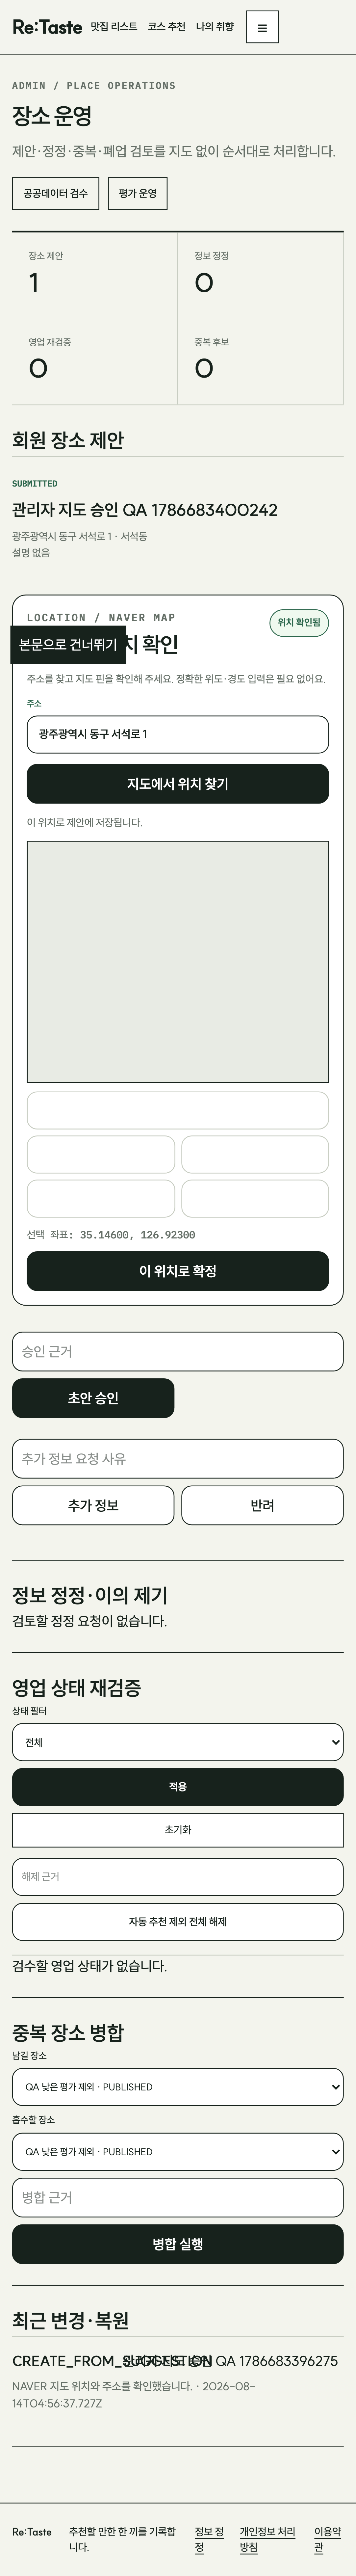 Re:Taste 맛집 리스트 코스 추천 나의 취향 ≡
ADMIN / PLACE OPERATIONS
장소 운영
제안·정정·중복·폐업 검토를 지도 없이 순서대로 처리합니다.
공공데이터 검수 평가 운영
장소 제안 정보 정정
1 0
영업 재검증 중복 후보
0 0
회원 장소 제안
SUBMITTED
관리자 지도 승인 QA 1786683400242
광주광역시 동구 서석로 1 · 서석동
설명 없음
LOCATION / NAVER MAP 위치 확인됨
본문으로 건너뛰기 치 확인
주소를 찾고 지도 핀을 확인해 주세요. 정확한 위도·경도 입력은 필요 없어요.
주소
광주광역시 동구 서석로 1
지도에서 위치 찾기
이 위치로 제안에 저장됩니다.
선택 좌표: 35.14600, 126.92300
이 위치로 확정
승인 근거
초안 승인
추가 정보 요청 사유
추가 정보 반려
정보 정정·이의 제기
검토할 정정 요청이 없습니다.
영업 상태 재검증
상태 필터
전체
적용
초기화
해제 근거
자동 추천 제외 전체 해제
검수할 영업 상태가 없습니다.
중복 장소 병합
남길 장소
QA 낮은 평가 제외 · PUBLISHED
흡수할 장소
QA 낮은 평가 제외 · PUBLISHED
병합 근거
병합 실행
최근 변경·복원
CREATE_FROM_SUGGESTION QA 1786683396275
NAVER 지도 위치와 주소를 확인했습니다. · 2026-08-
14T04:56:37.727Z
Re:Taste 추천할 만한 한 끼를 기록합 정보 정 개인정보 처리 이용약
니다. 정 방침 관